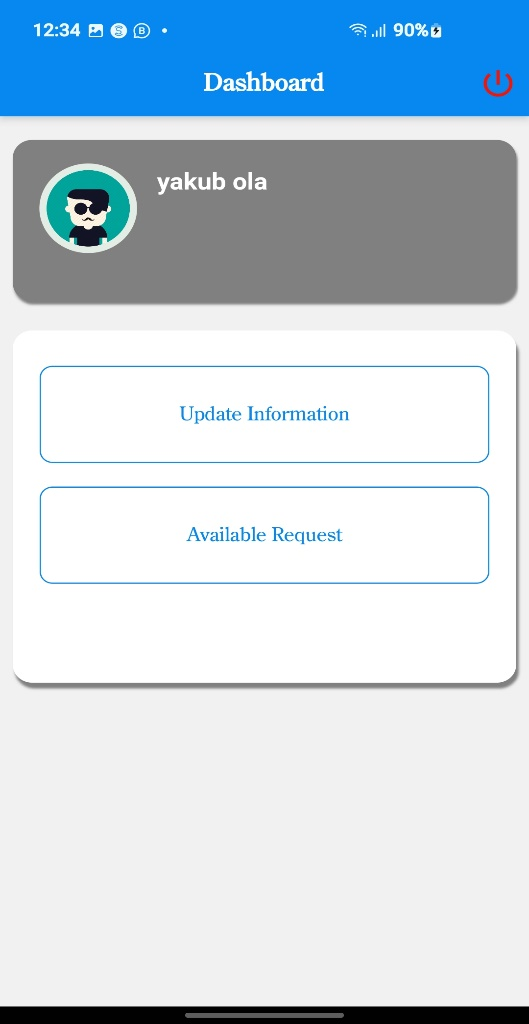 12:34 90%
Dashboard
yakub ola
Update Information
Available Request